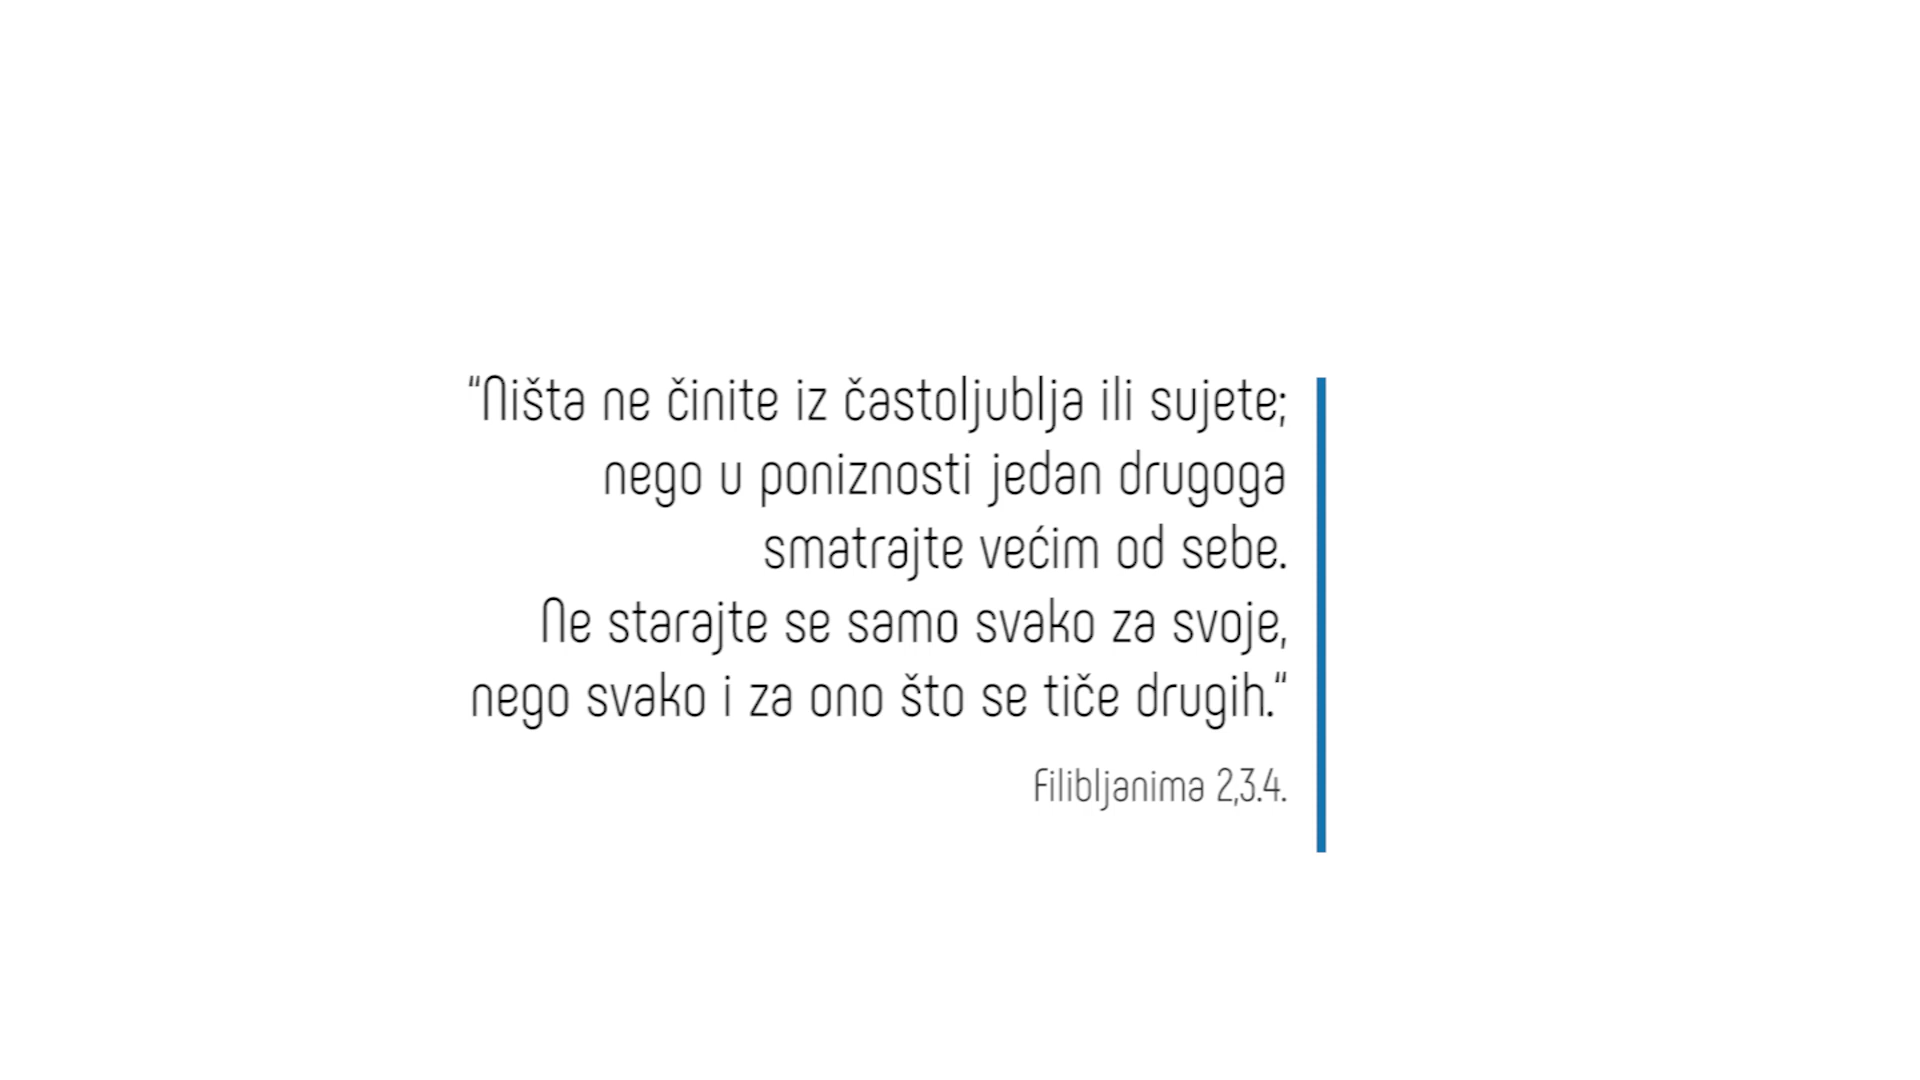 “Ništa ne činite iz častoljublja ili sujete;
nego u poniznosti jedan drugoga
smatrajte većim od sebe.
Ne starajte se samo svako za svoje,
nego svako i za ono što se tiče drugih.“
Filibljanima 2,3.4.